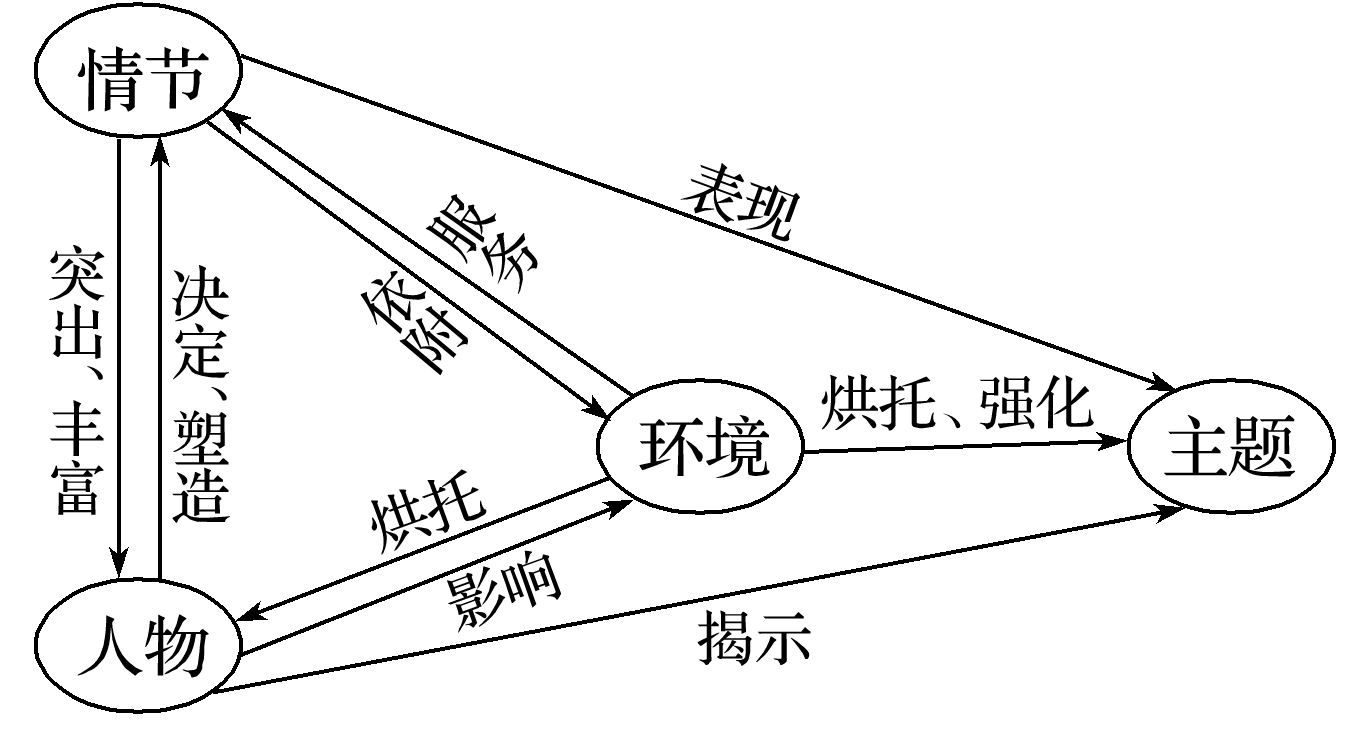 情节
表现
服务
依附
突出、丰富
决定、塑造
环境
烘托、强化
主题
烘托
影响
人物
揭示